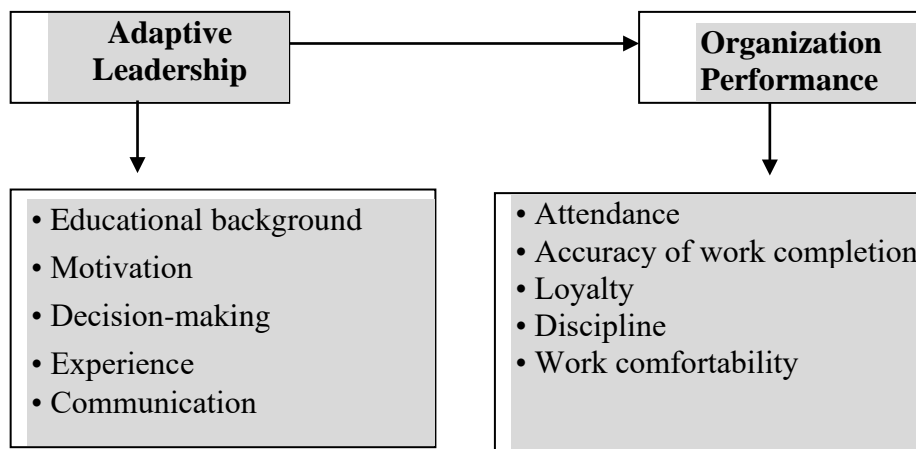 Adaptive
Leadership
Organization
Performance
• Educational background
• Motivation
• Decision-making
• Experience
• Communication
• Attendance
• Accuracy of work completion
• Loyalty
• Discipline
• Work comfortability